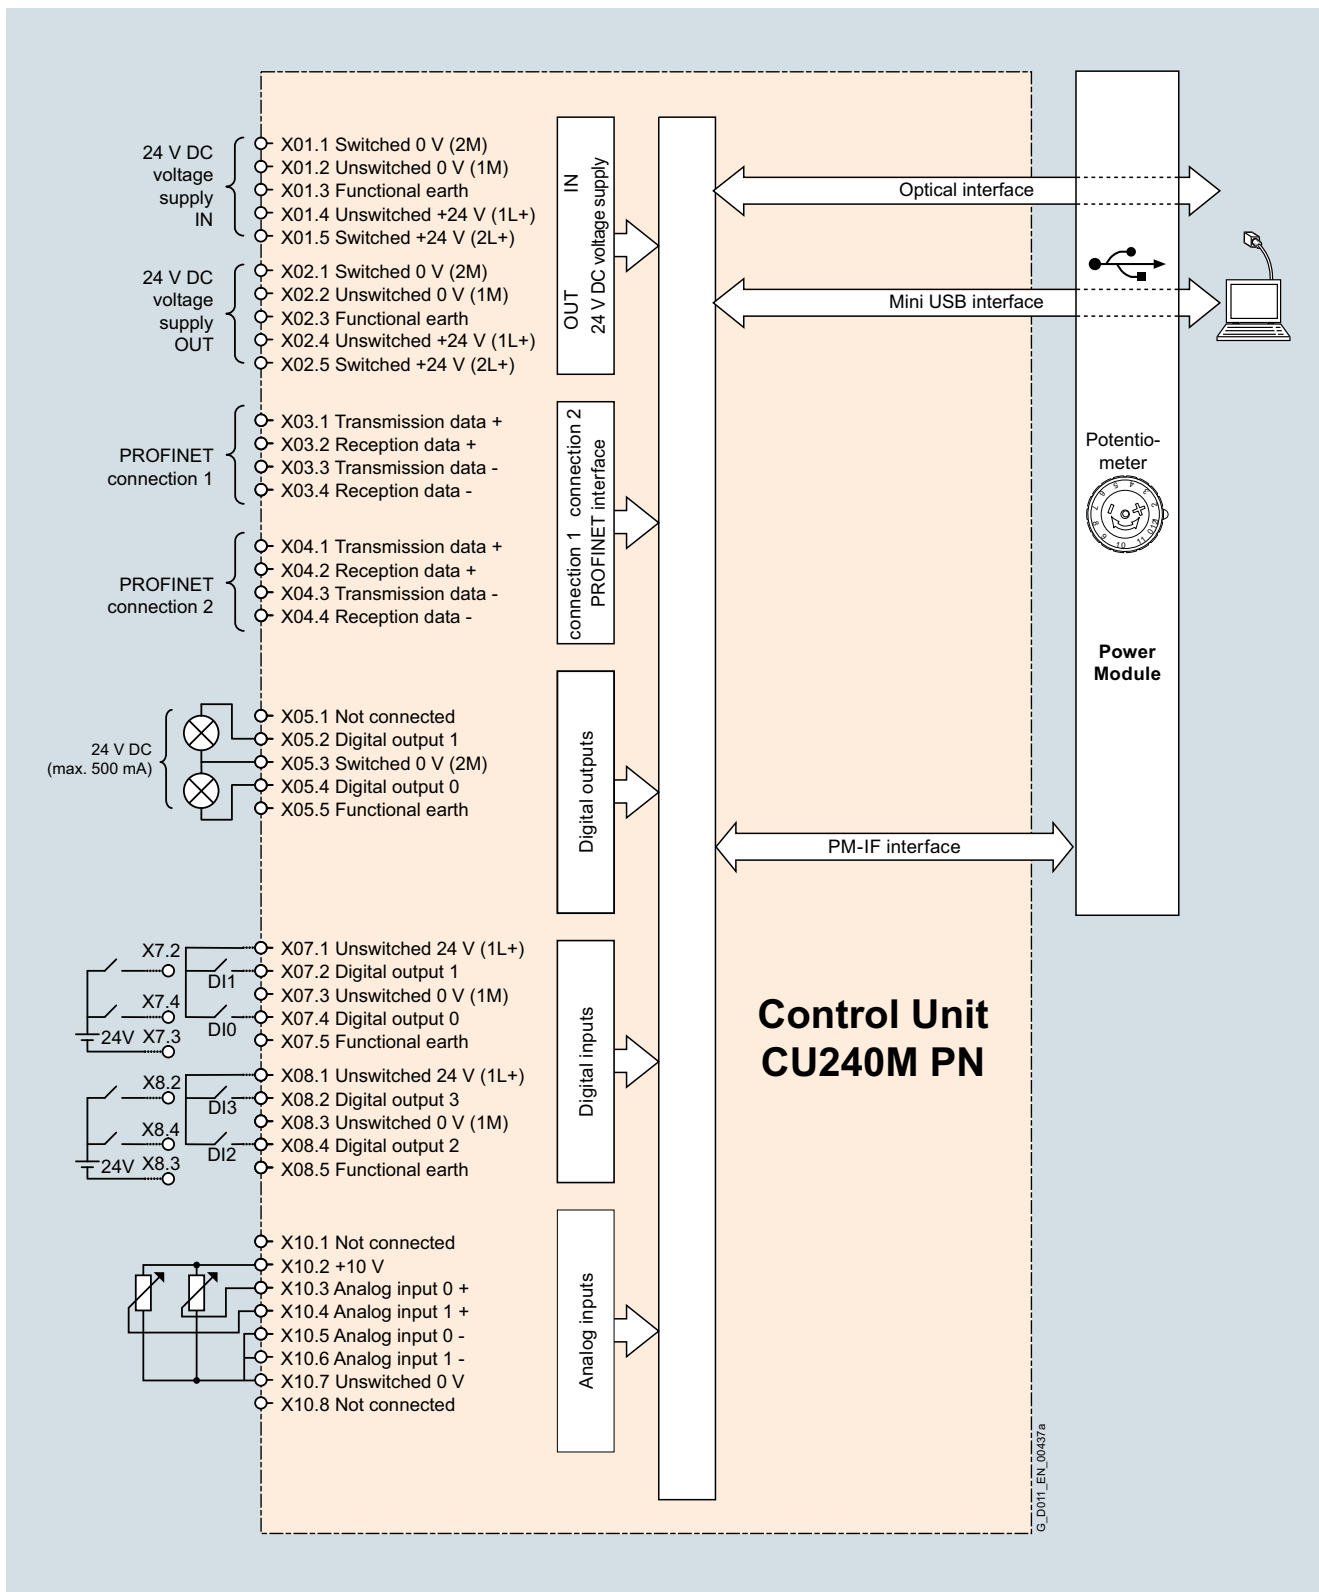 24 V DC
voltage
supply
IN
X01.1 Switched 0 V (2M)
X01.2 Unswitched 0 V (1M)
X01.3 Functional earth
X01.4 Unswitched +24 V (1L+)
X01.5 Switched +24 V (2L+)
24 V DC
voltage
supply
OUT
X02.1 Switched 0 V (2M)
X02.2 Unswitched 0 V (1M)
X02.3 Functional earth
X02.4 Unswitched +24 V (1L+)
X02.5 Switched +24 V (2L+)
OUT IN
24 V DC voltage supply
Optical interface
Mini USB interface
PROFINET
connection 1
X03.1 Transmission data +
X03.2 Reception data +
X03.3 Transmission data -
X03.4 Reception data -
PROFINET
connection 2
X04.1 Transmission data +
X04.2 Reception data +
X04.3 Transmission data -
X04.4 Reception data -
connection 1 connection 2
PROFINET interface
Potentio-
meter
Power
Module
24 V DC
(max. 500 mA)
X05.1 Not connected
X05.2 Digital output 1
X05.3 Switched 0 V (2M)
X05.4 Digital output 0
X05.5 Functional earth
Digital outputs
PM-IF interface
X7.2
X7.4
24V X7.3
DI1
DI0
X07.1 Unswitched 24 V (1L+)
X07.2 Digital output 1
X07.3 Unswitched 0 V (1M)
X07.4 Digital output 0
X07.5 Functional earth
X8.2
X8.4
24V X8.3
DI3
DI2
X08.1 Unswitched 24 V (1L+)
X08.2 Digital output 3
X08.3 Unswitched 0 V (1M)
X08.4 Digital output 2
X08.5 Functional earth
Digital inputs
Control Unit
CU240M PN
X10.1 Not connected
X10.2 +10 V
X10.3 Analog input 0 +
X10.4 Analog input 1 +
X10.5 Analog input 0 -
X10.6 Analog input 1 -
X10.7 Unswitched 0 V
X10.8 Not connected
Analog inputs
G_D011_EN_00437a